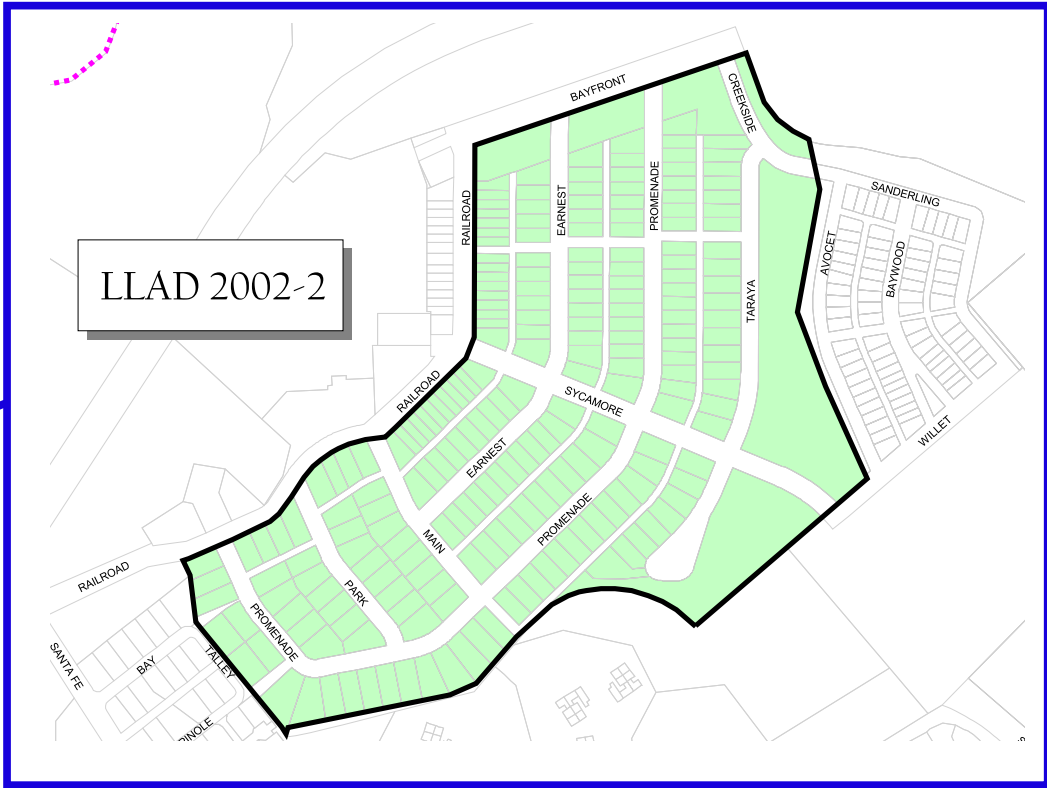 BAYFRONT
CREEKSIDE
SANDERLING
RAILROAD
EARNEST
PROMENADE
AVOCET
BAYWOOD
LLAD 2002-2
TARAYA
RAILROAD
SYCAMORE
WILLET
EARNEST
PROMENADE
MAIN
RAILROAD
PARK
PROMENADE
SANTA FE
BAY
TALLEY